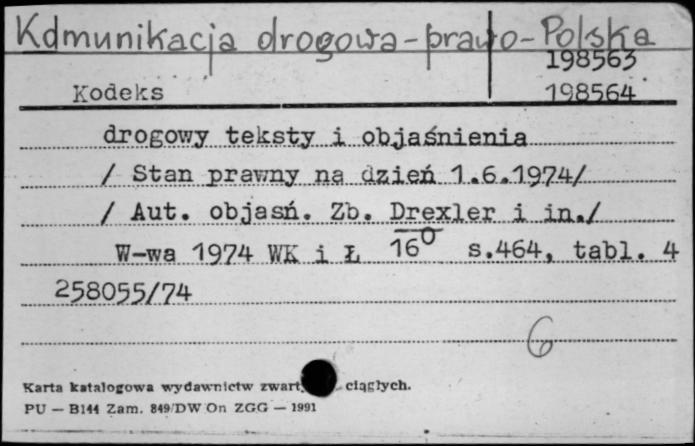 Kdmunikacja drogowa-prawo-Polska
198563
Kodeks 198564
drogowy teksty i objaśnienia
/ Stan prawny na dzień 1.6.1974/
/ Aut. objasń. Zb. Drexler i in./
W-wa 1974 WK i Ł 16⁰ s.464, tabl. 4
258055/74
6
Karta katalogowa wydawnictw zwart ciągłych.
PU — B144 Zam. 849/DW On ZGG — 1991